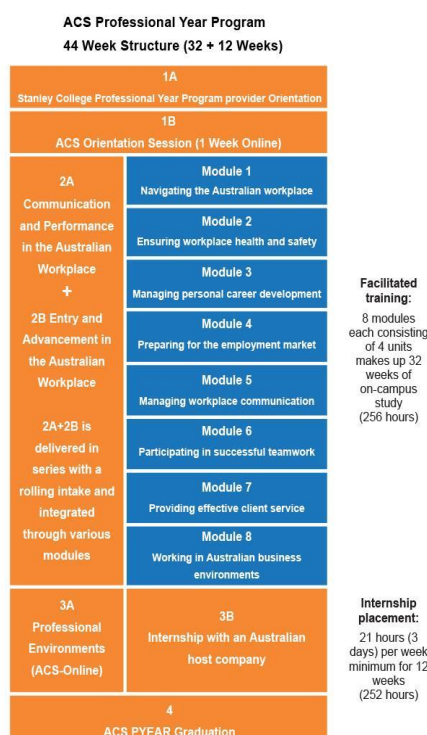 ACS Professional Year Program
44 Week Structure (32 + 12 Weeks)
1A
Stanley College Professional Year Program provider Orientation
1B
ACS Orientation Session (1 Week Online)
2A
Communication
and Performance
in the Australian
Workplace
+
2B Entry and
Advancement in
the Australian
Workplace
2A+2B is
delivered in
series with a
rolling intake and
integrated
through various
modules
Module 1
Navigating the Australian workplace
Module 2
Ensuring workplace health and safety
Module 3
Managing personal career development
Module 4
Preparing for the employment market
Module 5
Managing workplace communication
Module 6
Participating in successful teamwork
Module 7
Providing effective client service
Module 8
Working in Australian business
environments
Facilitated
training:
8 modules
each consisting
of 4 units
makes up 32
weeks of
on-campus
study
(256 hours)
3A
Professional
Environments
(ACS-Online)
3B
Internship with an Australian
host company
Internship
placement:
21 hours (3
days) per week
minimum for 12
weeks
(252 hours)
4
ACS PYEAR Graduation